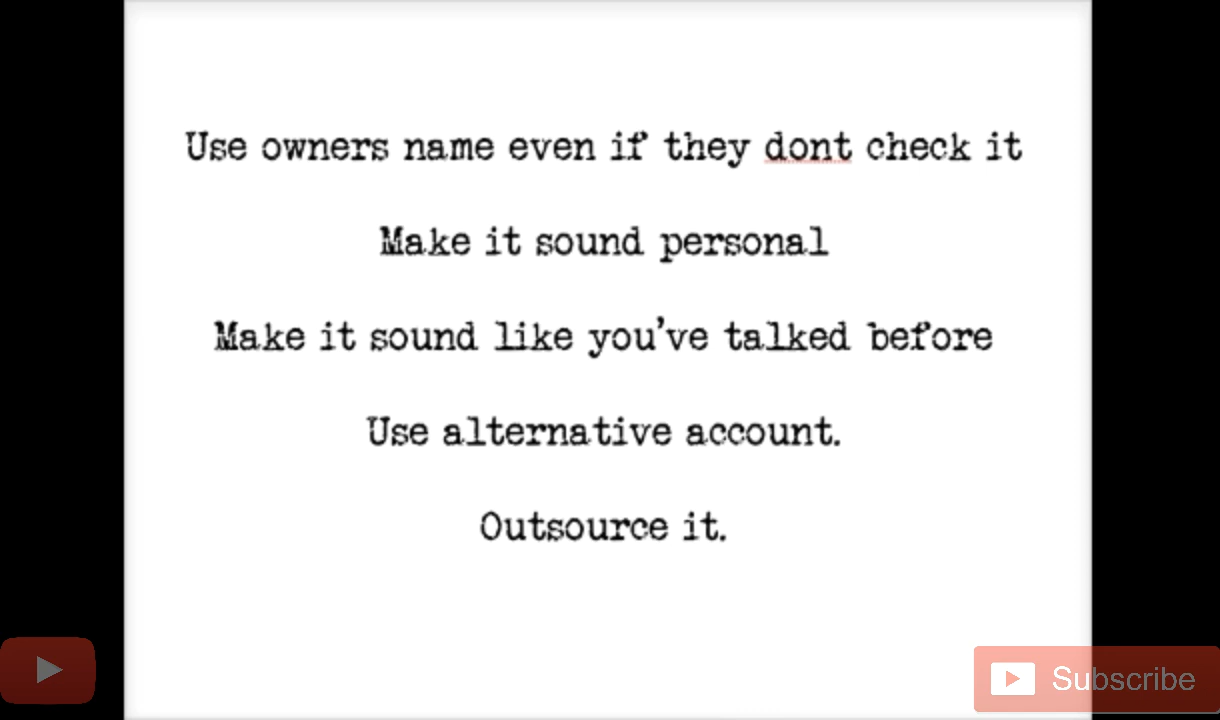 Use owners name even if they dont check it
Make it sound personal
Make it sound like you've talked before
Use alternative account.
Outsource it.
Subscribe